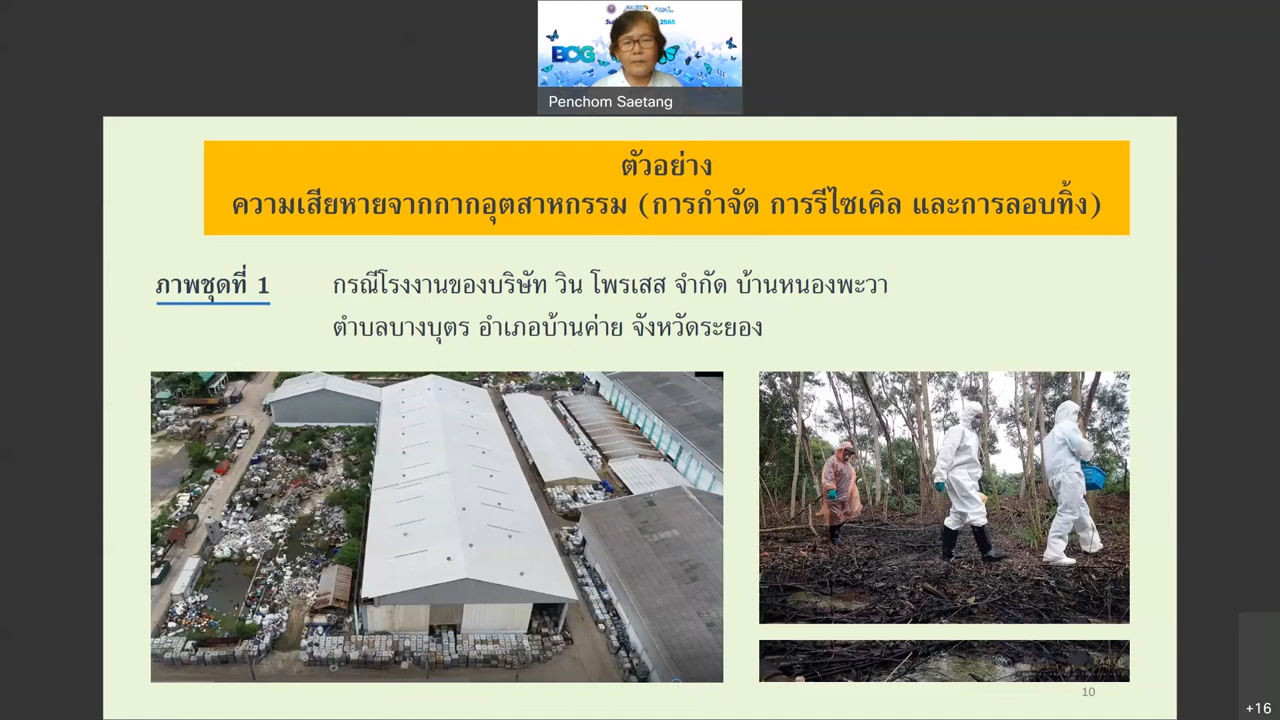 2565
BCG
Penchom Saetang
ตัวอย่าง
ความเสียหายจากกากอุตสาหกรรม (การกำจัด การรีไซเคิล และการลอบทิ้ง)
ภาพชุดที่ 1
กรณีโรงงานของบริษัท วิน โพรเสส จำกัด บ้านหนองพะวา
ตำบลบางบุตร อำเภอบ้านค่าย จังหวัดระยอง
10
+16